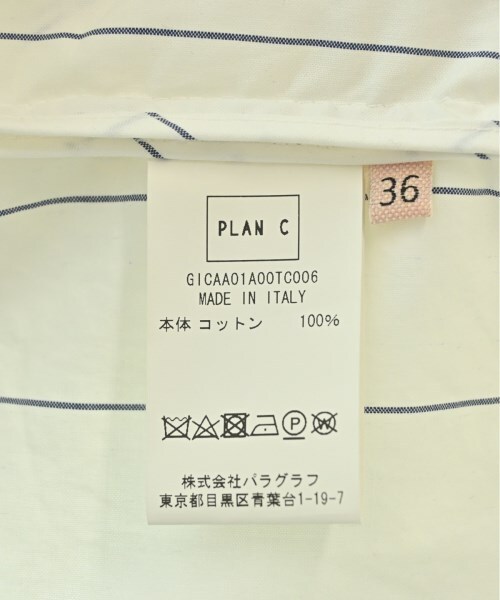 36
PLAN C
GICAA01A00TC006
MADE IN ITALY
本体 コットン 100%
P W
株式会社パラグラフ
東京都目黒区青葉台1-19-7